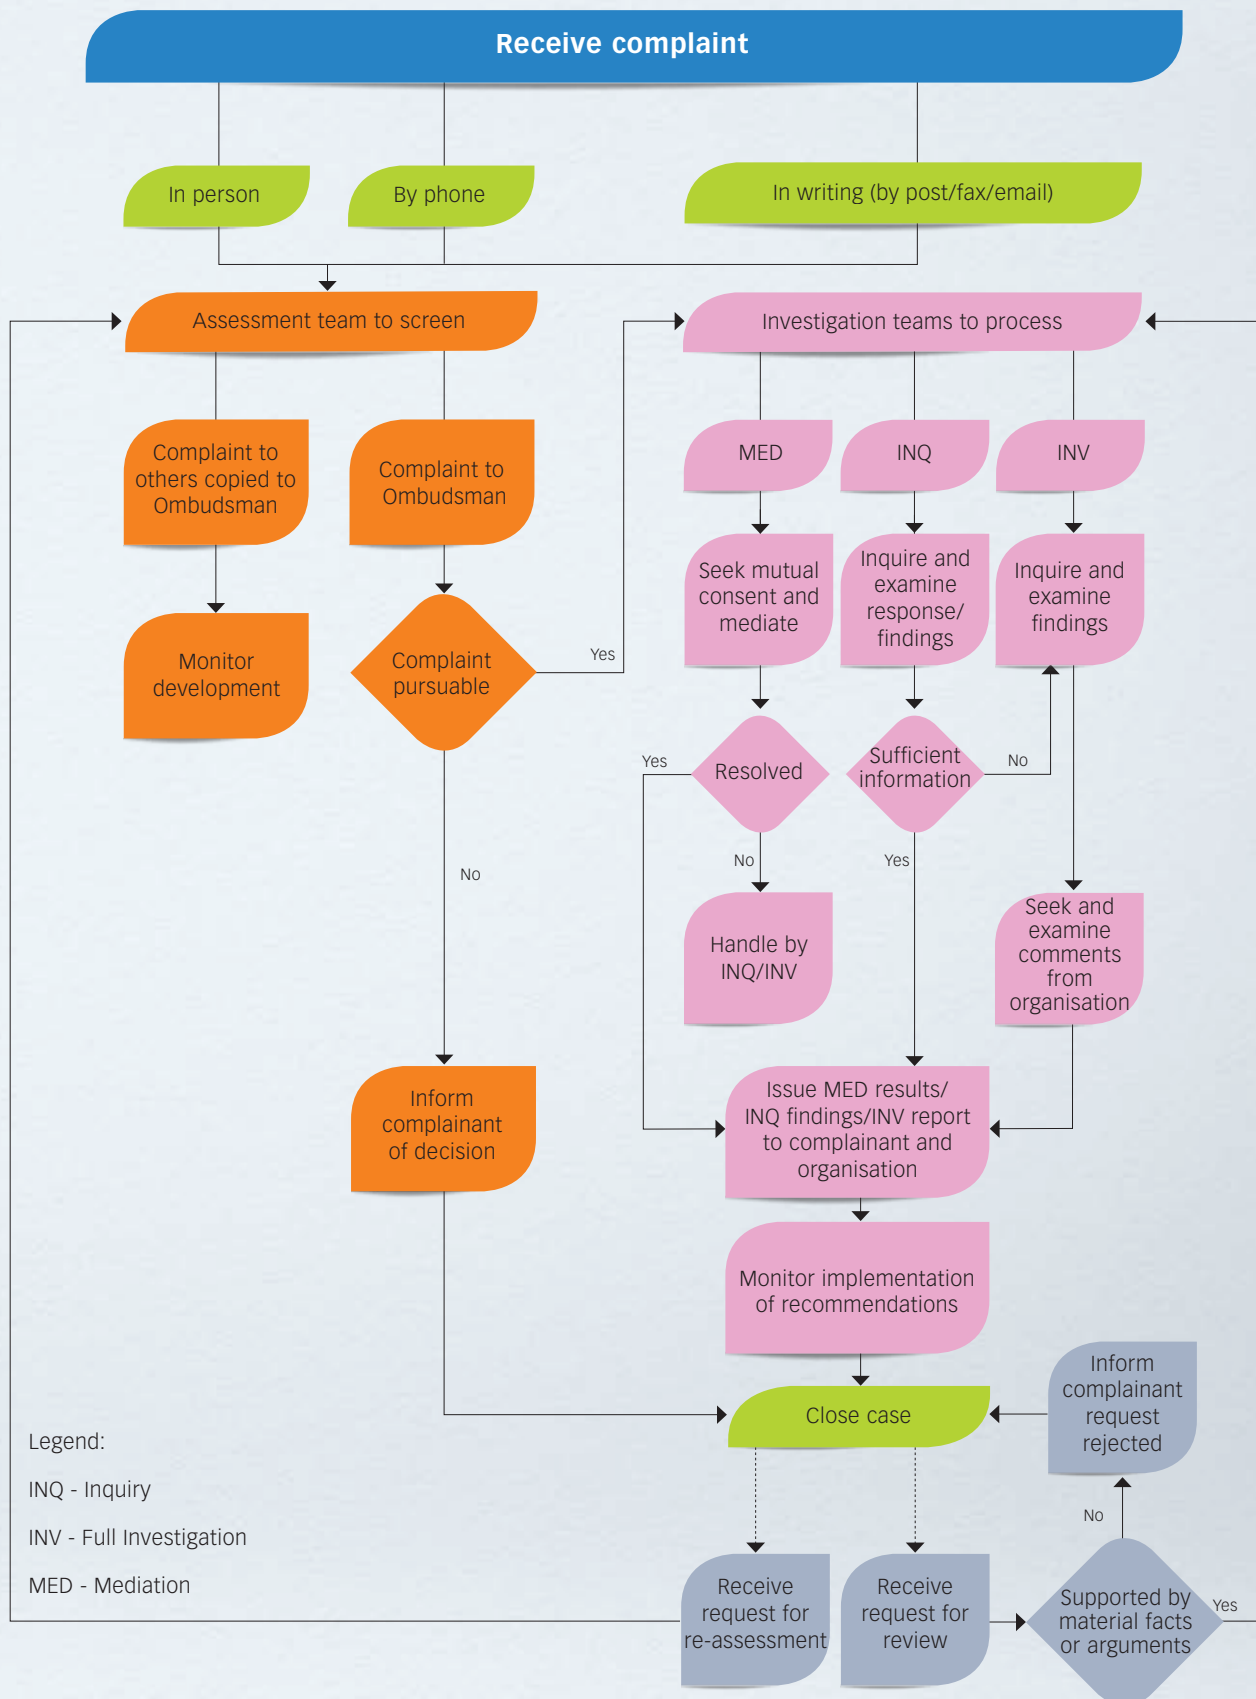 Receive complaint
In person
By phone
In writing (by post/fax/email)
Assessment team to screen
Investigation teams to process
Complaint to
others copied to
Ombudsman
Complaint to
Ombudsman
MED
INQ
INV
Monitor
development
Complaint
pursuable
Yes
Seek mutual
consent and
mediate
Inquire and
examine
response/
findings
Inquire and
examine
findings
Yes
Resolved
Sufficient
information
No
No
No
Yes
Handle by
INQ/INV
Seek and
examine
comments
from
organisation
Inform
complainant
of decision
Issue MED results/
INQ findings/INV report
to complainant and
organisation
Monitor implementation
of recommendations
Close case
Inform
complainant
request
rejected
No
Legend:
INQ - Inquiry
INV - Full Investigation
MED - Mediation
Receive
request for
re-assessment
Receive
request for
review
Supported by
material facts
or arguments
Yes